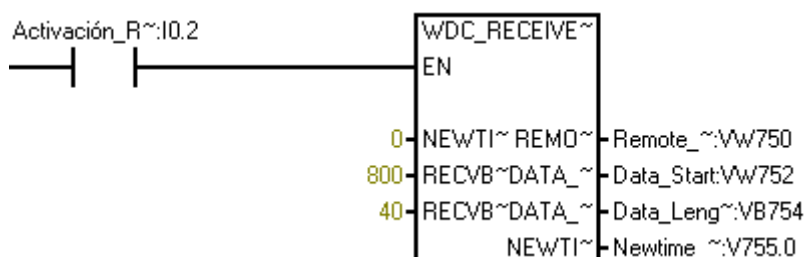 Activación_R~:I0.2 WDC_RECEIVE~
EN
0 NEWTI~ REMO~ Remote_~:VW750
800 RECVB~ DATA_~ Data_Start:VW752
40 RECVB~ DATA_~ Data_Leng~:VB754
NEWTI~ Newtime_~:V755.0